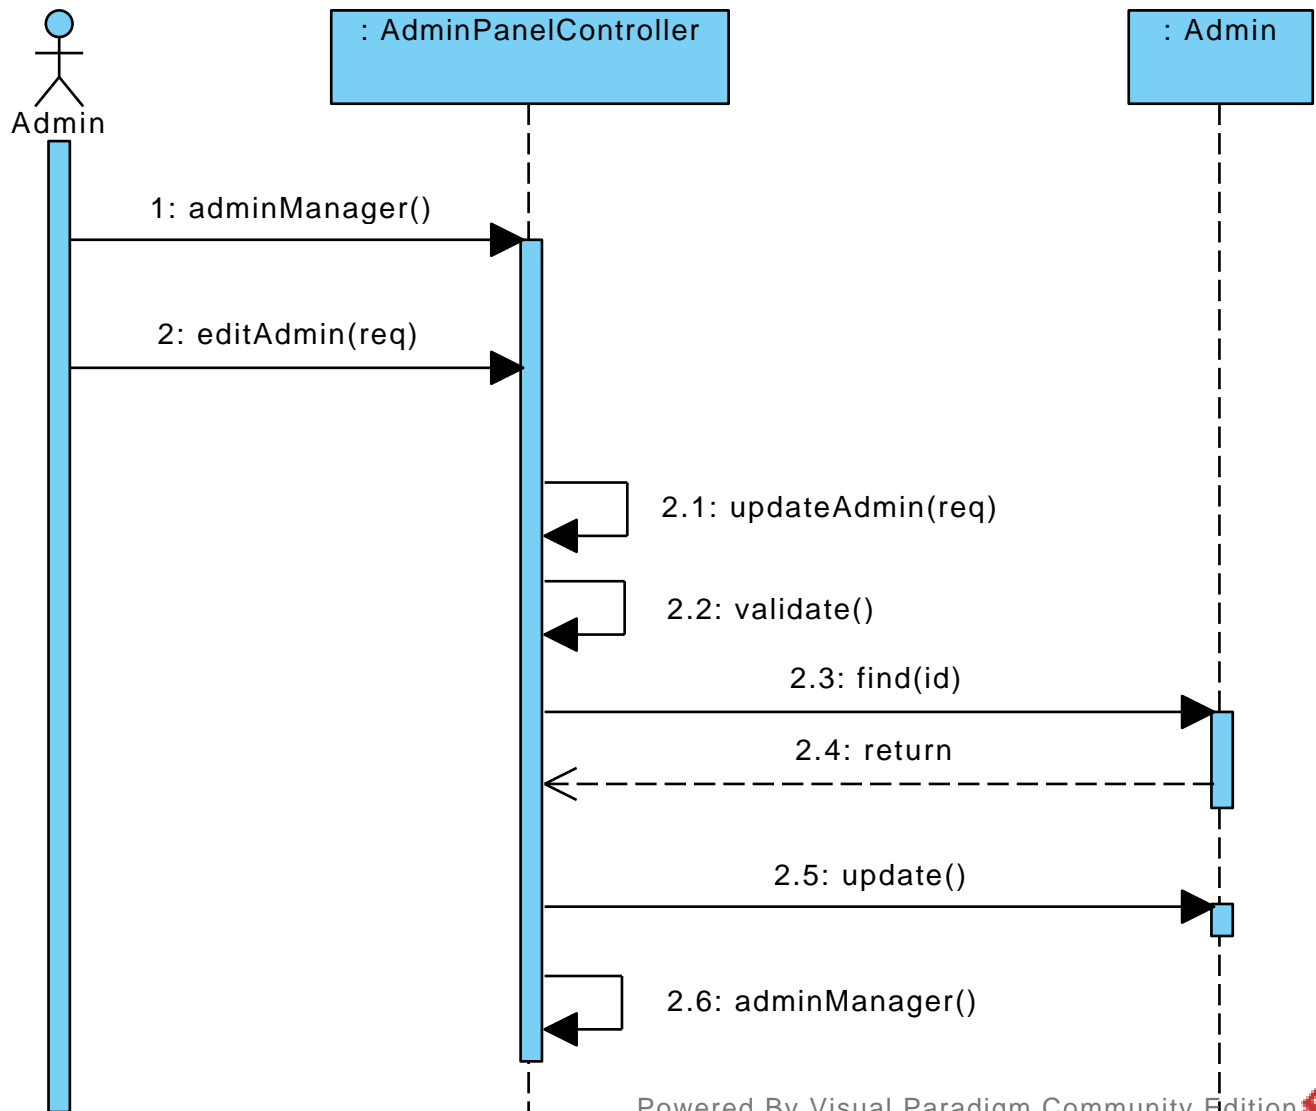 : AdminPanelController
: Admin
Admin
1: adminManager()
2: editAdmin(req)
2.1: updateAdmin(req)
2.2: validate()
2.3: find(id)
2.4: return
2.5: update()
2.6: adminManager()
Powered By Visual Paradigm Community Edition